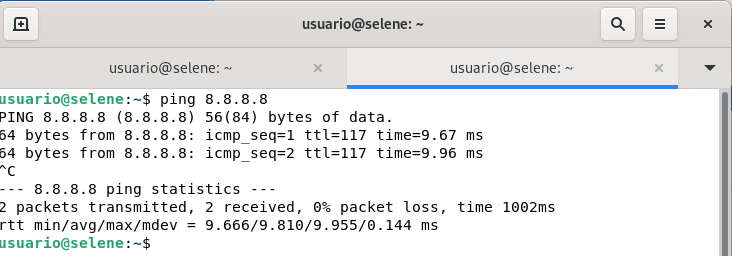 usuario@selene: ~
usuario@selene: ~
usuario@selene: ~
usuario@selene:~$ ping 8.8.8.8
PING 8.8.8.8 (8.8.8.8) 56(84) bytes of data.
64 bytes from 8.8.8.8: icmp_seq=1 ttl=117 time=9.67 ms
64 bytes from 8.8.8.8: icmp_seq=2 ttl=117 time=9.96 ms
^C
--- 8.8.8.8 ping statistics ---
2 packets transmitted, 2 received, 0% packet loss, time 1002ms
rtt min/avg/max/mdev = 9.666/9.810/9.955/0.144 ms
usuario@selene:~$